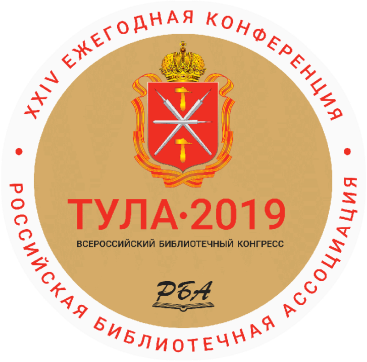 XXIV ЕЖЕГОДНАЯ КОНФЕРЕНЦИЯ
ТУЛА·2019
ВСЕРОССИЙСКИЙ БИБЛИОТЕЧНЫЙ КОНГРЕСС
РБА
РОССИЙСКАЯ БИБЛИОТЕЧНАЯ АССОЦИАЦИЯ